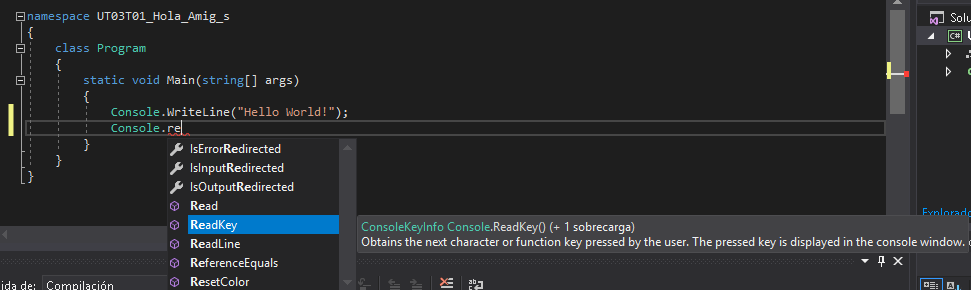 namespace UT03T01_Hola_Amig_s
{
class Program
{
static void Main(string[] args)
{
Console.WriteLine("Hello World!");
Console.re
}
}
}
IsErrorRedirected
IsInputRedirected
IsOutputRedirected
Read
ReadKey
ReadLine
ReferenceEquals
ResetColor
ConsoleKeyInfo Console.ReadKey() (+ 1 sobrecarga)
Obtains the next character or function key pressed by the user. The pressed key is displayed in the console window.
Solu
C# U
Explorado
ida de: Compilación